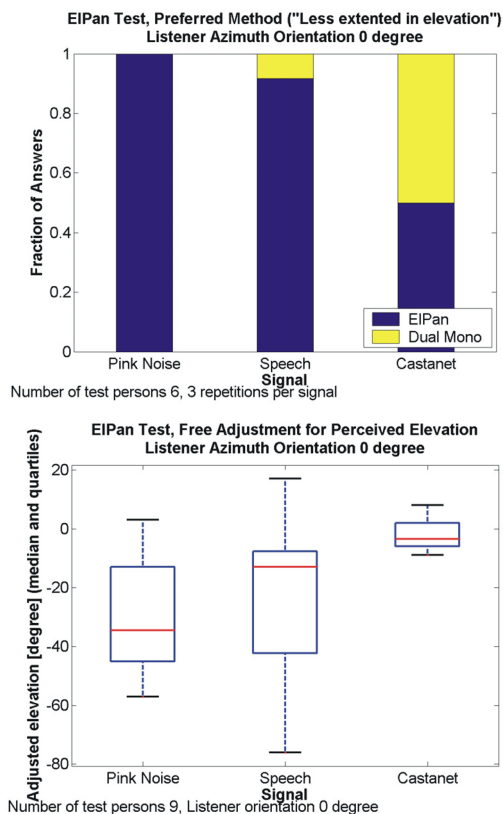 EIPan Test, Preferred Method ("Less extented in elevation")
Listener Azimuth Orientation 0 degree
Fraction of Answers
1
0.8
0.6
0.4
0.2
0
EIPan
Dual Mono
Pink Noise Speech Castanet
Signal
Number of test persons 6, 3 repetitions per signal
EIPan Test, Free Adjustment for Perceived Elevation
Listener Azimuth Orientation 0 degree
Adjusted elevation [degree] (median and quartiles)
20
0
-20
-40
-60
-80
Pink Noise Speech Castanet
Signal
Number of test persons 9, Listener orientation 0 degree